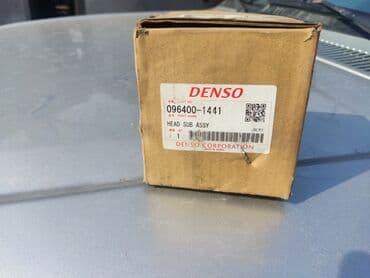 DENSO
096400-1441
HEAD SUB ASSY
1
DENSO CORPORATION